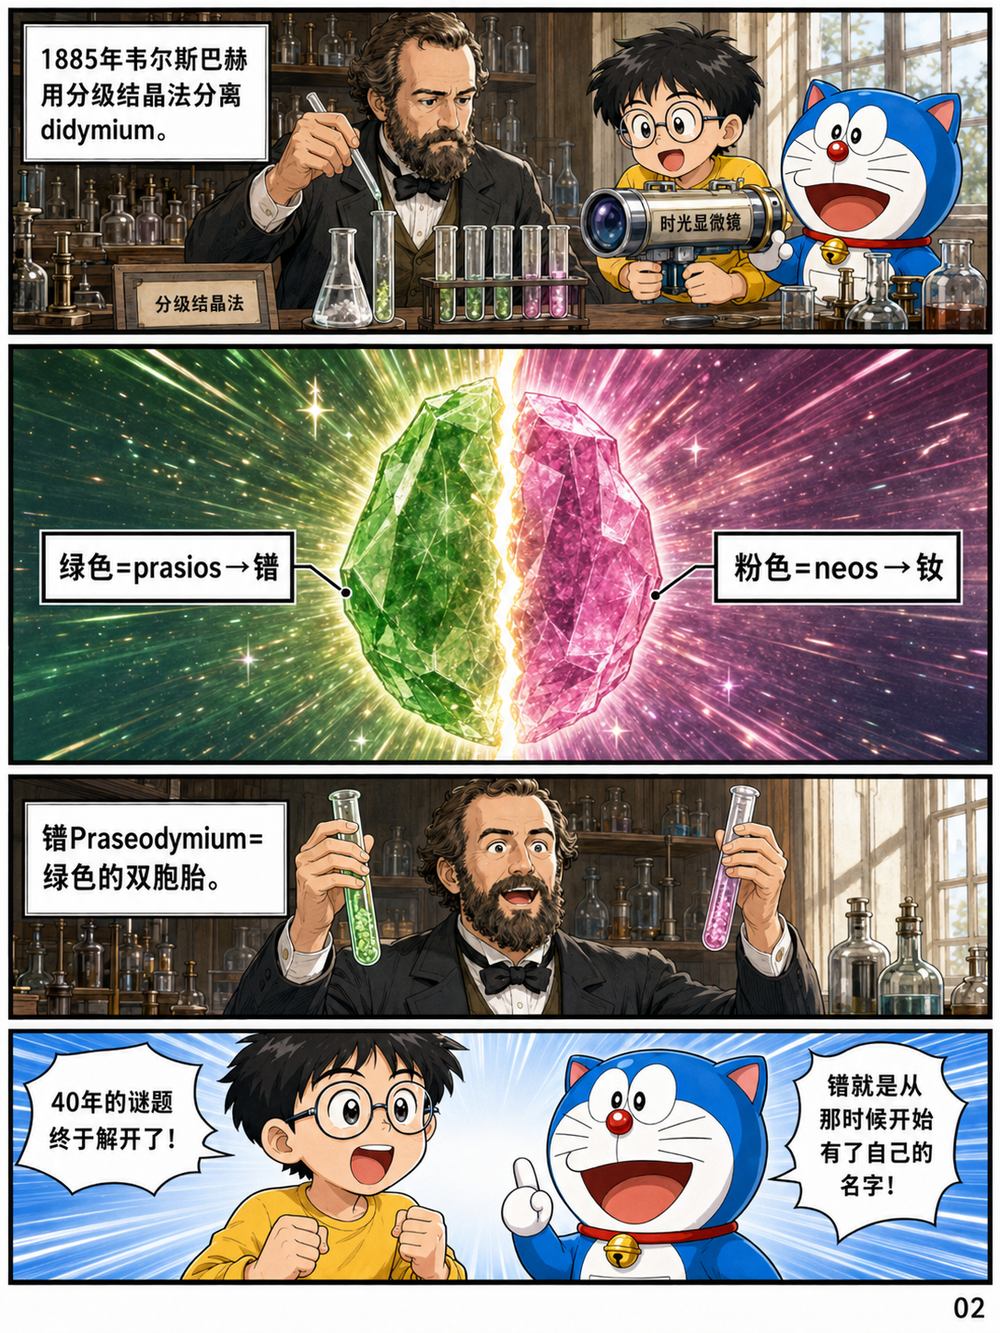 1885年韦尔斯巴赫
用分级结晶法分离
didymium。
时光显微镜
分级结晶法
绿色=prasios→镨
粉色=neos→钕
镨Praseodymium=
绿色的双胞胎。
40年的谜题
终于解开了!
镨就是从
那时候开始
有了自己的
名字!
02